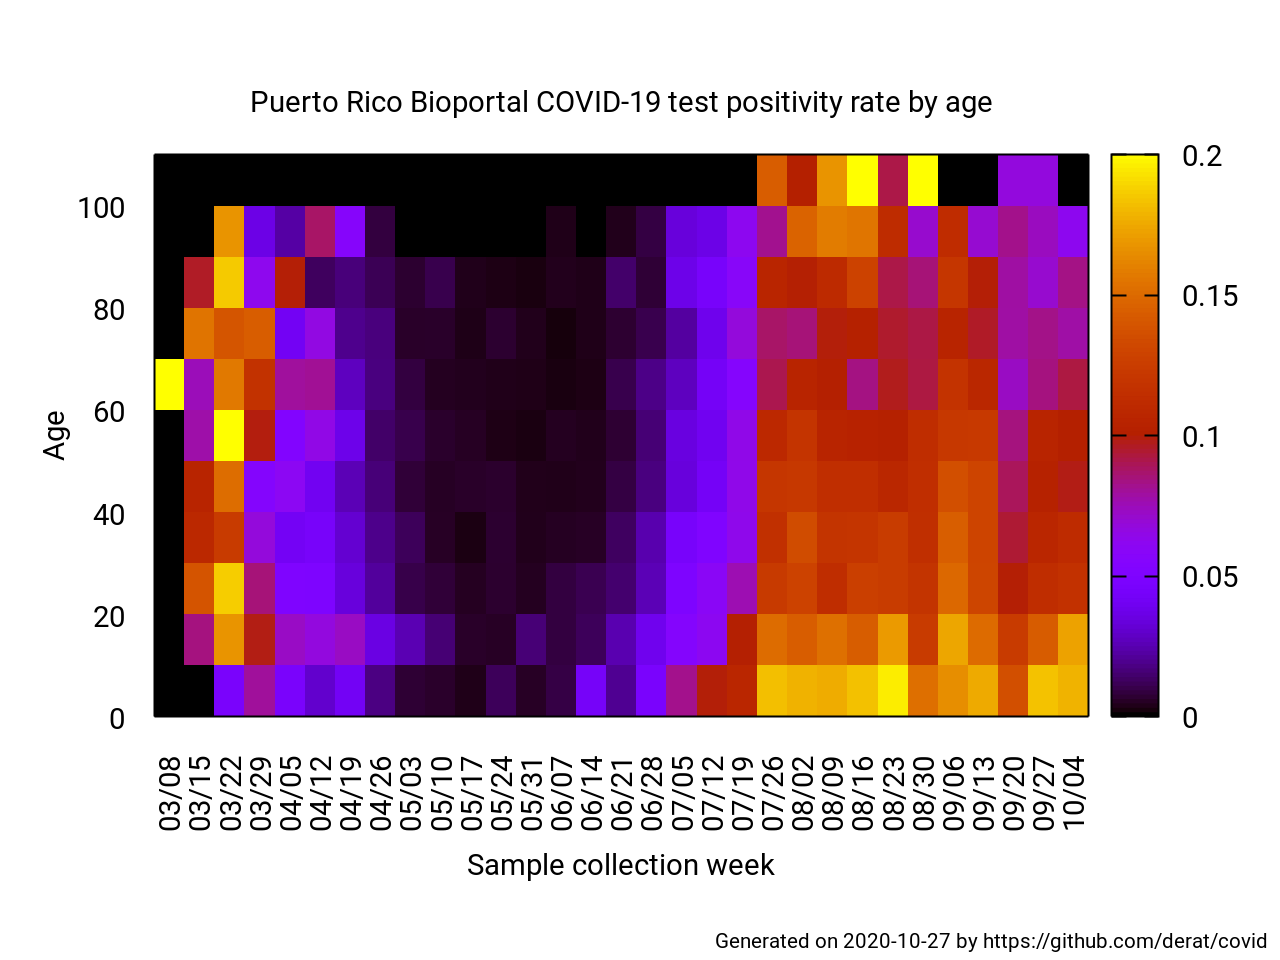 Puerto Rico Bioportal COVID-19 test positivity rate by age
100
80
60
40
20
0
Age
0.2
0.15
0.1
0.05
0
03/08 03/15 03/22 03/29 04/05 04/12 04/19 04/26 05/03 05/10 05/17 05/24 05/31 06/07 06/14 06/21 06/28 07/05 07/12 07/19 07/26 08/02 08/09 08/16 08/23 08/30 09/06 09/13 09/20 09/27 10/04
Sample collection week
Generated on 2020-10-27 by https://github.com/derat/covid